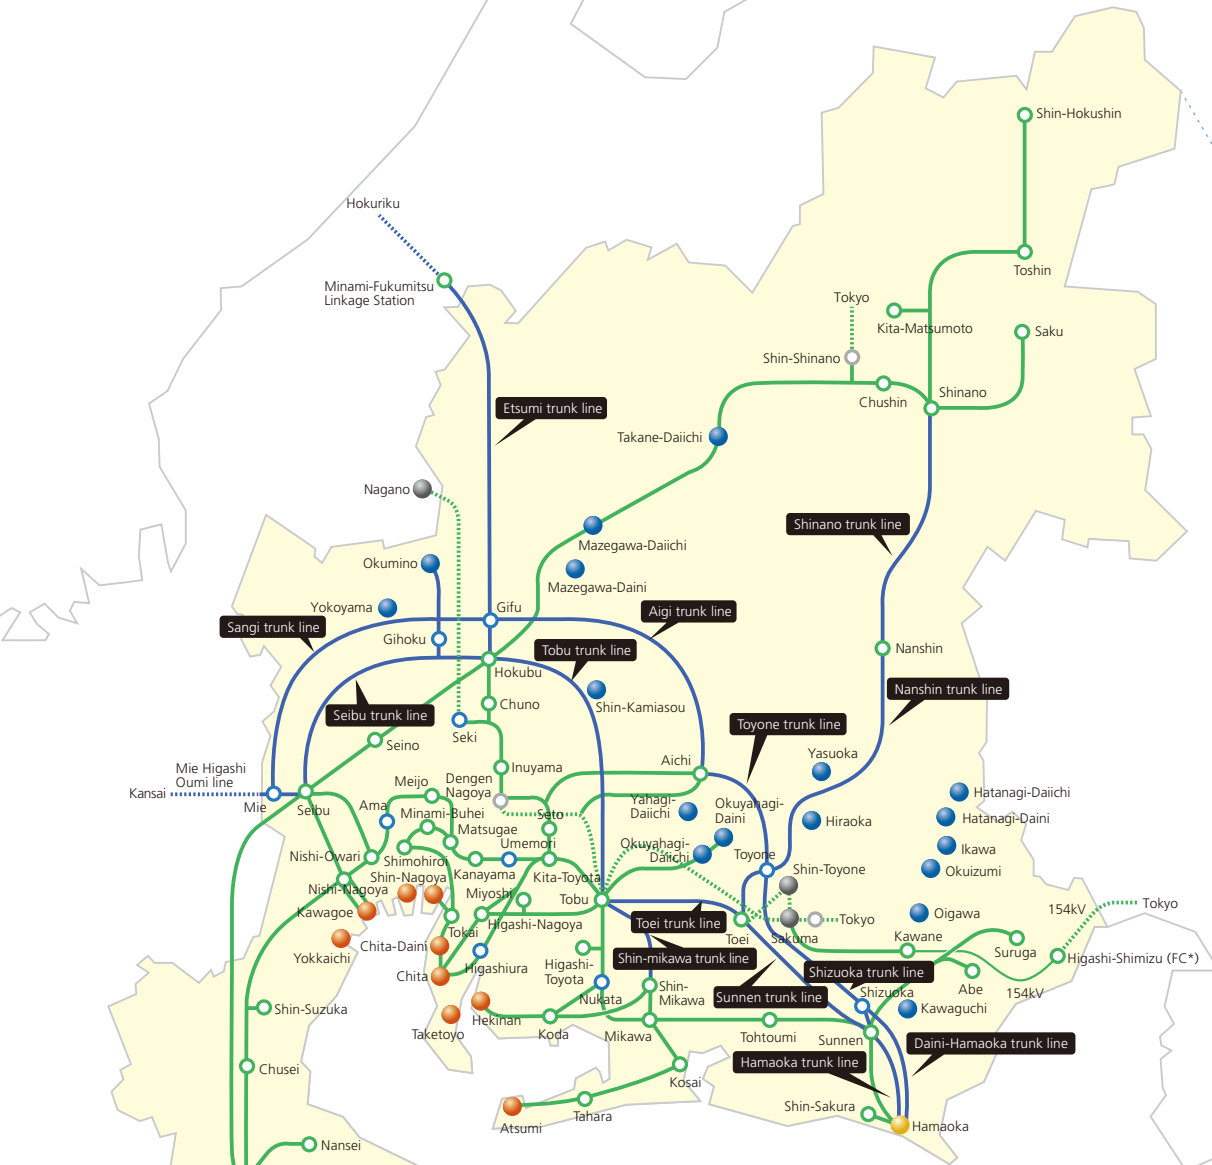 Shin-Hokushin
Hokuriku
Toshin
Minami-Fukumitsu
Linkage Station
Tokyo
Kita-Matsumoto
Saku
Shin-Shinano
Chushin
Shinano
Etsumi trunk line
Takane-Daiichi
Nagano
Shinano trunk line
Mazegawa-Daiichi
Okumino
Mazegawa-Daini
Yokoyama
Gifu
Aigi trunk line
Sangi trunk line
Gihoku
Tobu trunk line
Nanshin
Hokubu
Nanshin trunk line
Chuno
Shin-Kamiasou
Seibu trunk line
Toyone trunk line
Seki
Seino
Yasuoka
Aichi
Mie Higashi
Oumi line
Inuyama
Dengen
Nagoya
Meijo
Kansai
Mie
Seibu
Ama
Minami-Buhei
Seto
Yahagi-
Daiichi
Okuyahagi-
Daini
Hatanagi-Daiichi
Hatanagi-Daini
Hiraoka
Matsugae
Umemori
Okuyahagi-
Daiichi
Toyone
Ikawa
Nishi-Owari
Shimohiroi
Kanayama
Kita-Toyota
Shin-Toyone
Okuizumi
Shin-Nagoya
Nishi-Nagoya
Miyoshi
Tobu
Kawagoe
Higashi-Nagoya
Toei trunk line
Toei
Sakuma
Tokyo
Oigawa
154kV
Tokyo
Tokai
Kawane
Suruga
Chita-Daini
Yokkaichi
Higashiura
Higashi-
Toyota
Shin-mikawa trunk line
Shizuoka trunk line
Higashi-Shimizu (FC*)
Chita
Abe
154kV
Nukata
Shin-
Mikawa
Sunnen trunk line
Shizuoka
Kawaguchi
Shin-Suzuka
Taketoyo
Hekinan
Koda
Mikawa
Tohtoumi
Sunnen
Daini-Hamaoka trunk line
Hamaoka trunk line
Chusei
Kosai
Atsumi
Tahara
Shin-Sakura
Hamaoka
Nansei